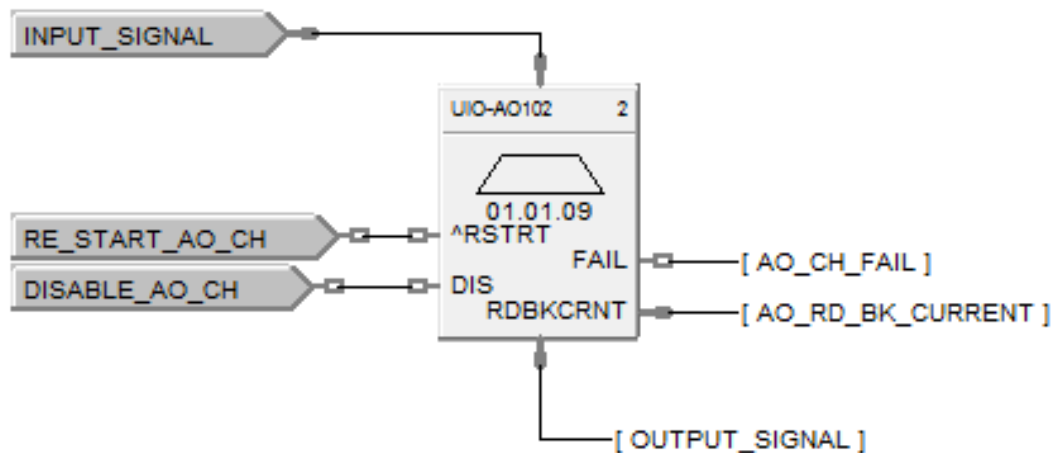 INPUT_SIGNAL
UIO-AO102 2
01.01.09
RE_START_AO_CH
^RSTRT
FAIL
[ AO_CH_FAIL ]
DISABLE_AO_CH
DIS
RDBKCRNT
[ AO_RD_BK_CURRENT ]
[ OUTPUT_SIGNAL ]